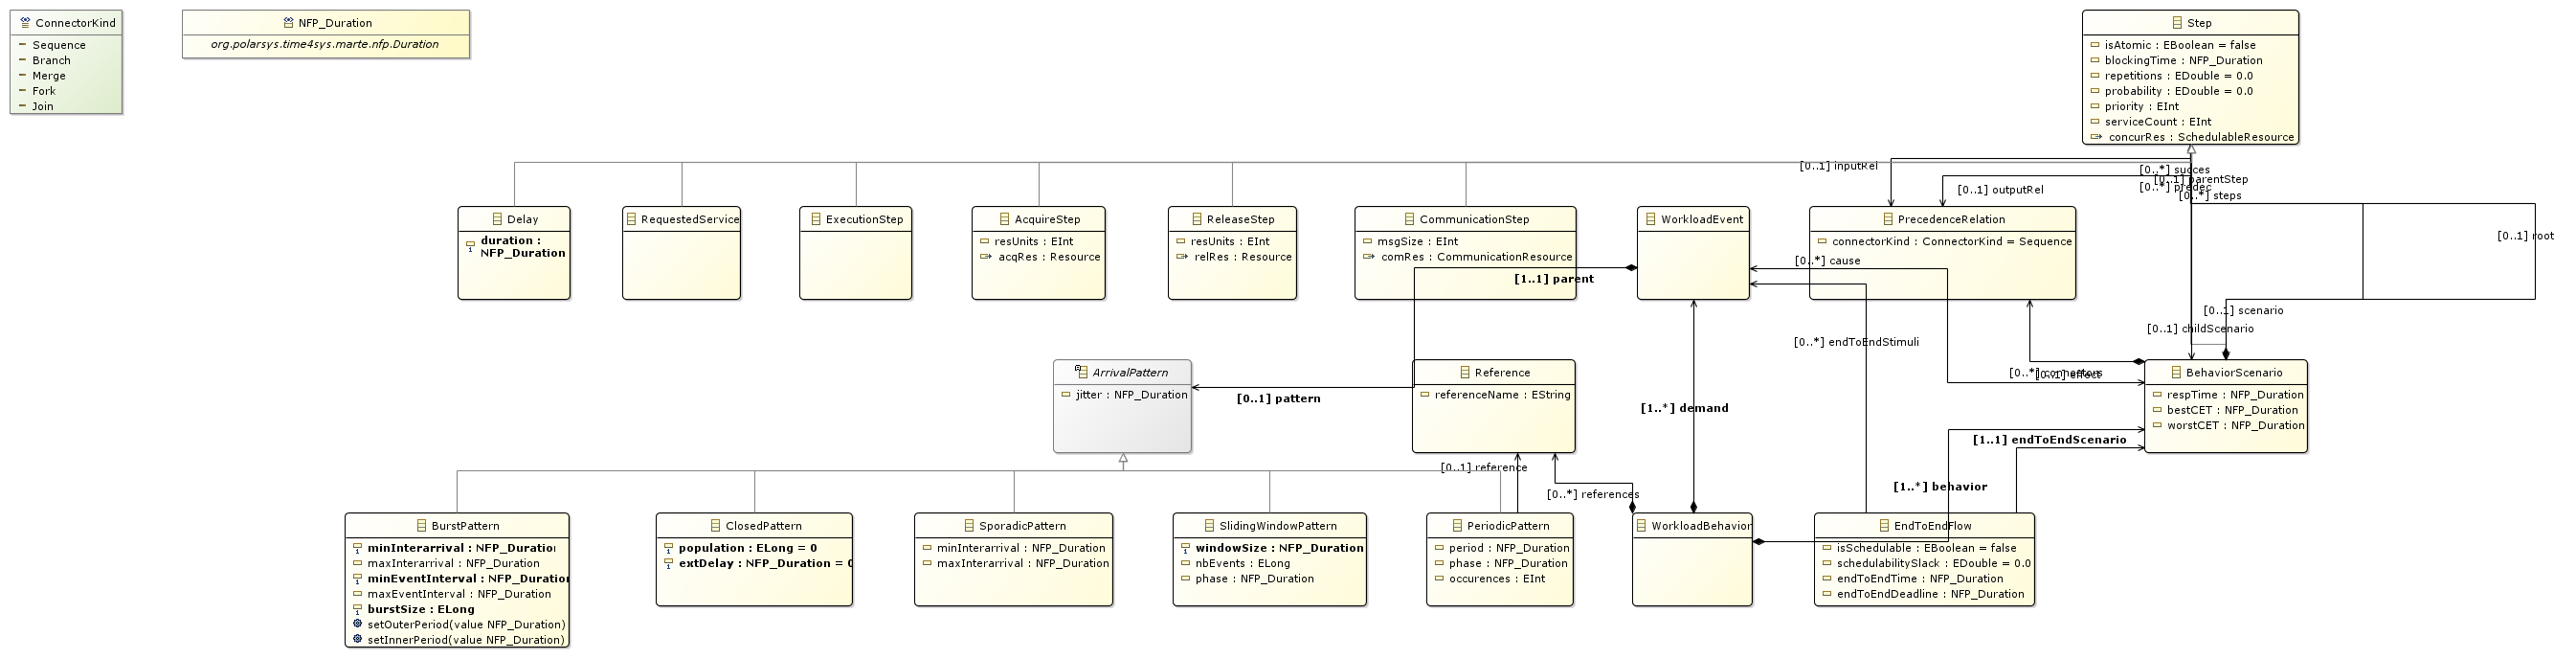 ConnectorKind
Sequence
Branch
Merge
Fork
Join
NFP_Duration
org.polarsys.time4sys.marte.nfp.Duration
Step
isAtomic : EBoolean = false
blockingTime : NFP_Duration
repetitions : EDouble = 0.0
probability : EDouble = 0.0
priority : EInt
serviceCount : EInt
concurRes : SchedulableResource
[0..1] inputRel
[0..1] outputRel
[0..*] succes
[0..1] parentStep
[0..*] predec
[0..*] steps
[0..1] root
Delay
duration :
NFP_Duration
RequestedService
ExecutionStep
AcquireStep
resUnits : EInt
acqRes : Resource
ReleaseStep
resUnits : EInt
relRes : Resource
CommunicationStep
msgSize : EInt
comRes : CommunicationResource
WorkloadEvent
PrecedenceRelation
connectorKind : ConnectorKind = Sequence
[0..*] cause
[1..1] parent
[0..1] scenario
[0..1] childScenario
[0..*] endToEndStimuli
[0..*] connectors
[0..1] effect
ArrivalPattern
jitter : NFP_Duration
[0..1] pattern
Reference
referenceName : EString
[1..*] demand
BehaviorScenario
respTime : NFP_Duration
bestCET : NFP_Duration
worstCET : NFP_Duration
[1..1] endToEndScenario
[0..1] reference
[0..*] references
[1..*] behavior
BurstPattern
minInterarrival : NFP_Duratio
maxInterarrival : NFP_Duration
minEventInterval : NFP_Duration
maxEventInterval : NFP_Duration
burstSize : ELong
setOuterPeriod(value NFP_Duration)
setInnerPeriod(value NFP_Duration)
ClosedPattern
population : ELong = 0
extDelay : NFP_Duration = 0
SporadicPattern
minInterarrival : NFP_Duration
maxInterarrival : NFP_Duration
SlidingWindowPattern
windowSize : NFP_Duration
nbEvents : ELong
phase : NFP_Duration
PeriodicPattern
period : NFP_Duration
phase : NFP_Duration
occurences : EInt
WorkloadBehavior
EndToEndFlow
isSchedulable : EBoolean = false
schedulabilitySlack : EDouble = 0.0
endToEndTime : NFP_Duration
endToEndDeadline : NFP_Duration